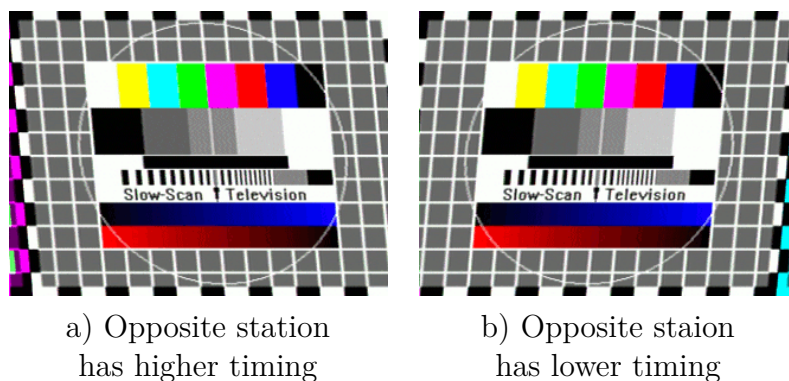 Slow-Scan Television
Slow-Scan Television
a) Opposite station
has higher timing
b) Opposite staion
has lower timing